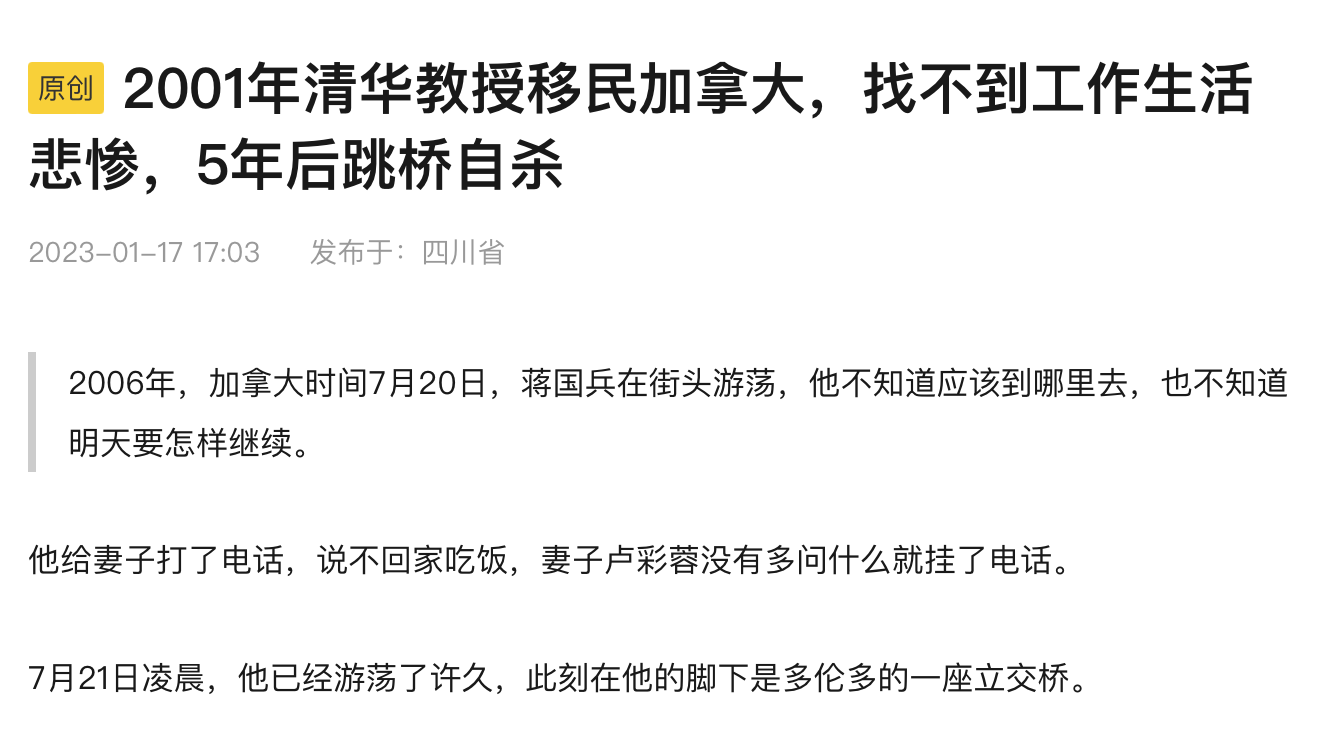 原创 2001年清华教授移民加拿大，找不到工作生活
悲惨，5年后跳桥自杀
2023-01-17 17:03 发布于：四川省
2006年，加拿大时间7月20日，蒋国兵在街头游荡，他不知道应该到哪里去，也不知道
明天要怎样继续。
他给妻子打了电话，说不回家吃饭，妻子卢彩蓉没有多问什么就挂了电话。
7月21日凌晨，他已经游荡了许久，此刻在他的脚下是多伦多的一座立交桥。